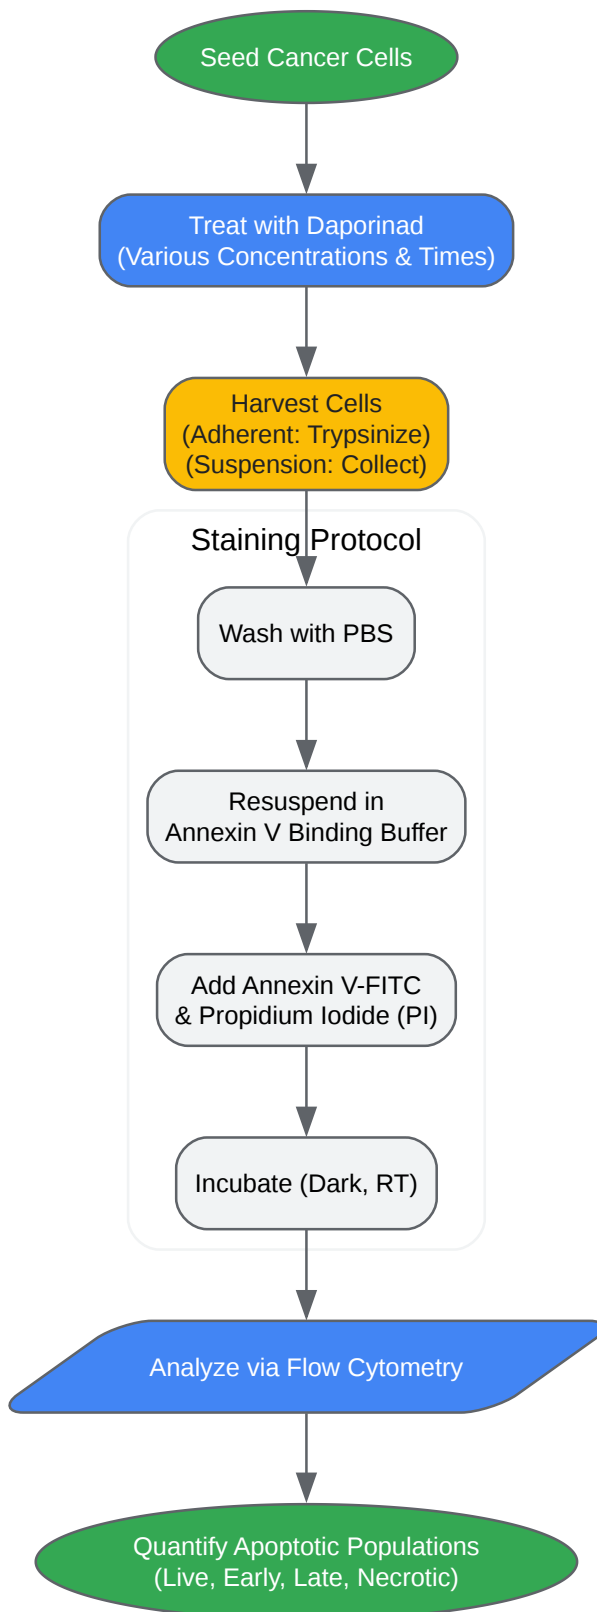 Seed Cancer Cells
Treat with Daporinad
(Various Concentrations & Times)
Harvest Cells
(Adherent: Trypsinize)
(Suspension: Collect)
Staining Protocol
Wash with PBS
Resuspend in
Annexin V Binding Buffer
Add Annexin V-FITC
& Propidium Iodide (PI)
Incubate (Dark, RT)
Analyze via Flow Cytometry
Quantify Apoptotic Populations
(Live, Early, Late, Necrotic)